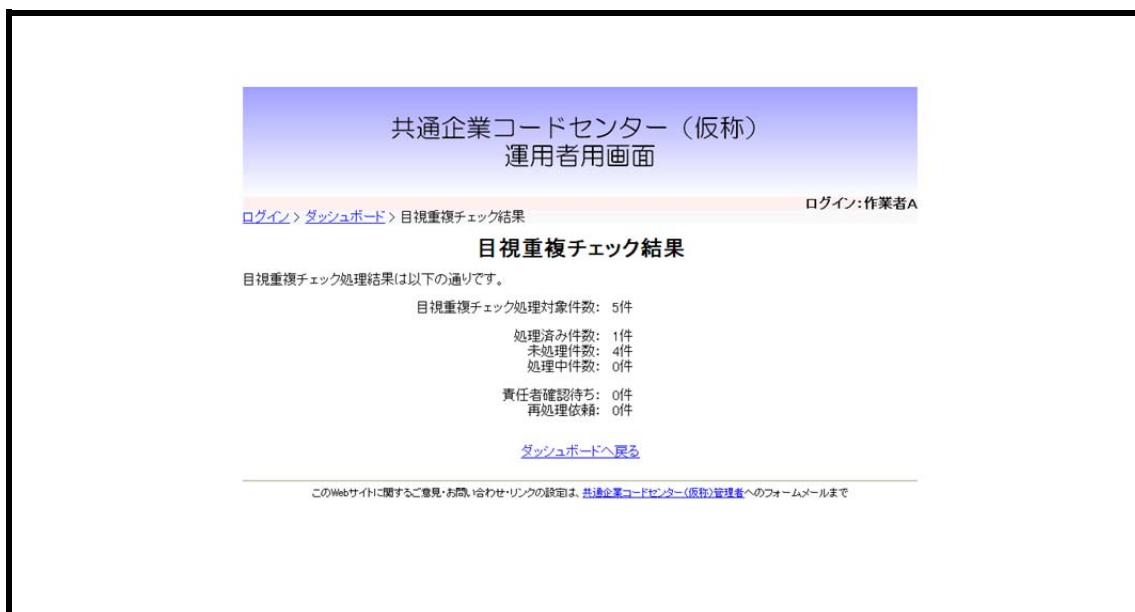 共通企業コードセンター（仮称）
運用者用画面
ログイン:作業者A
ログイン > ダッシュボード > 目視重複チェック結果
目視重複チェック結果
目視重複チェック処理結果は以下の通りです。
目視重複チェック処理対象件数: 5件
処理済み件数: 1件
未処理件数: 4件
処理中件数: 0件
責任者確認待ち: 0件
再処理依頼: 0件
ダッシュボードへ戻る
このWebサイトに関するご意見・お問い合わせ・リンクの設定は、共通企業コードセンター(仮称)管理者へのフォームメールまで